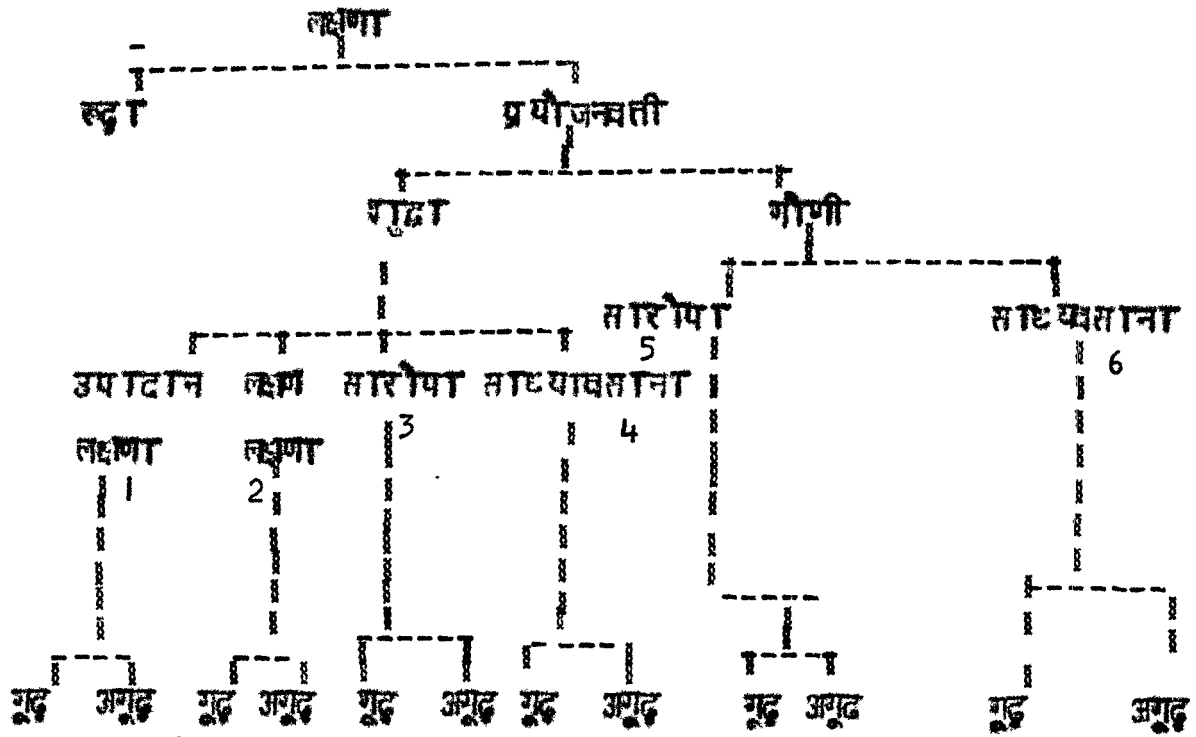 लक्षणा
रूढ़ा प्रयोजनवती
शुद्धा गौणी
सारोपा साध्यवसाना
5 6
उपादान लक्षण सारोपा साध्यावसाना
3 4
लक्षणा लक्षणा
1 2
गूढ़ अगूढ़ गूढ़ अगूढ़ गूढ़ अगूढ़ गूढ़ अगूढ़ गूढ़ अगूढ़ गूढ़ अगूढ़